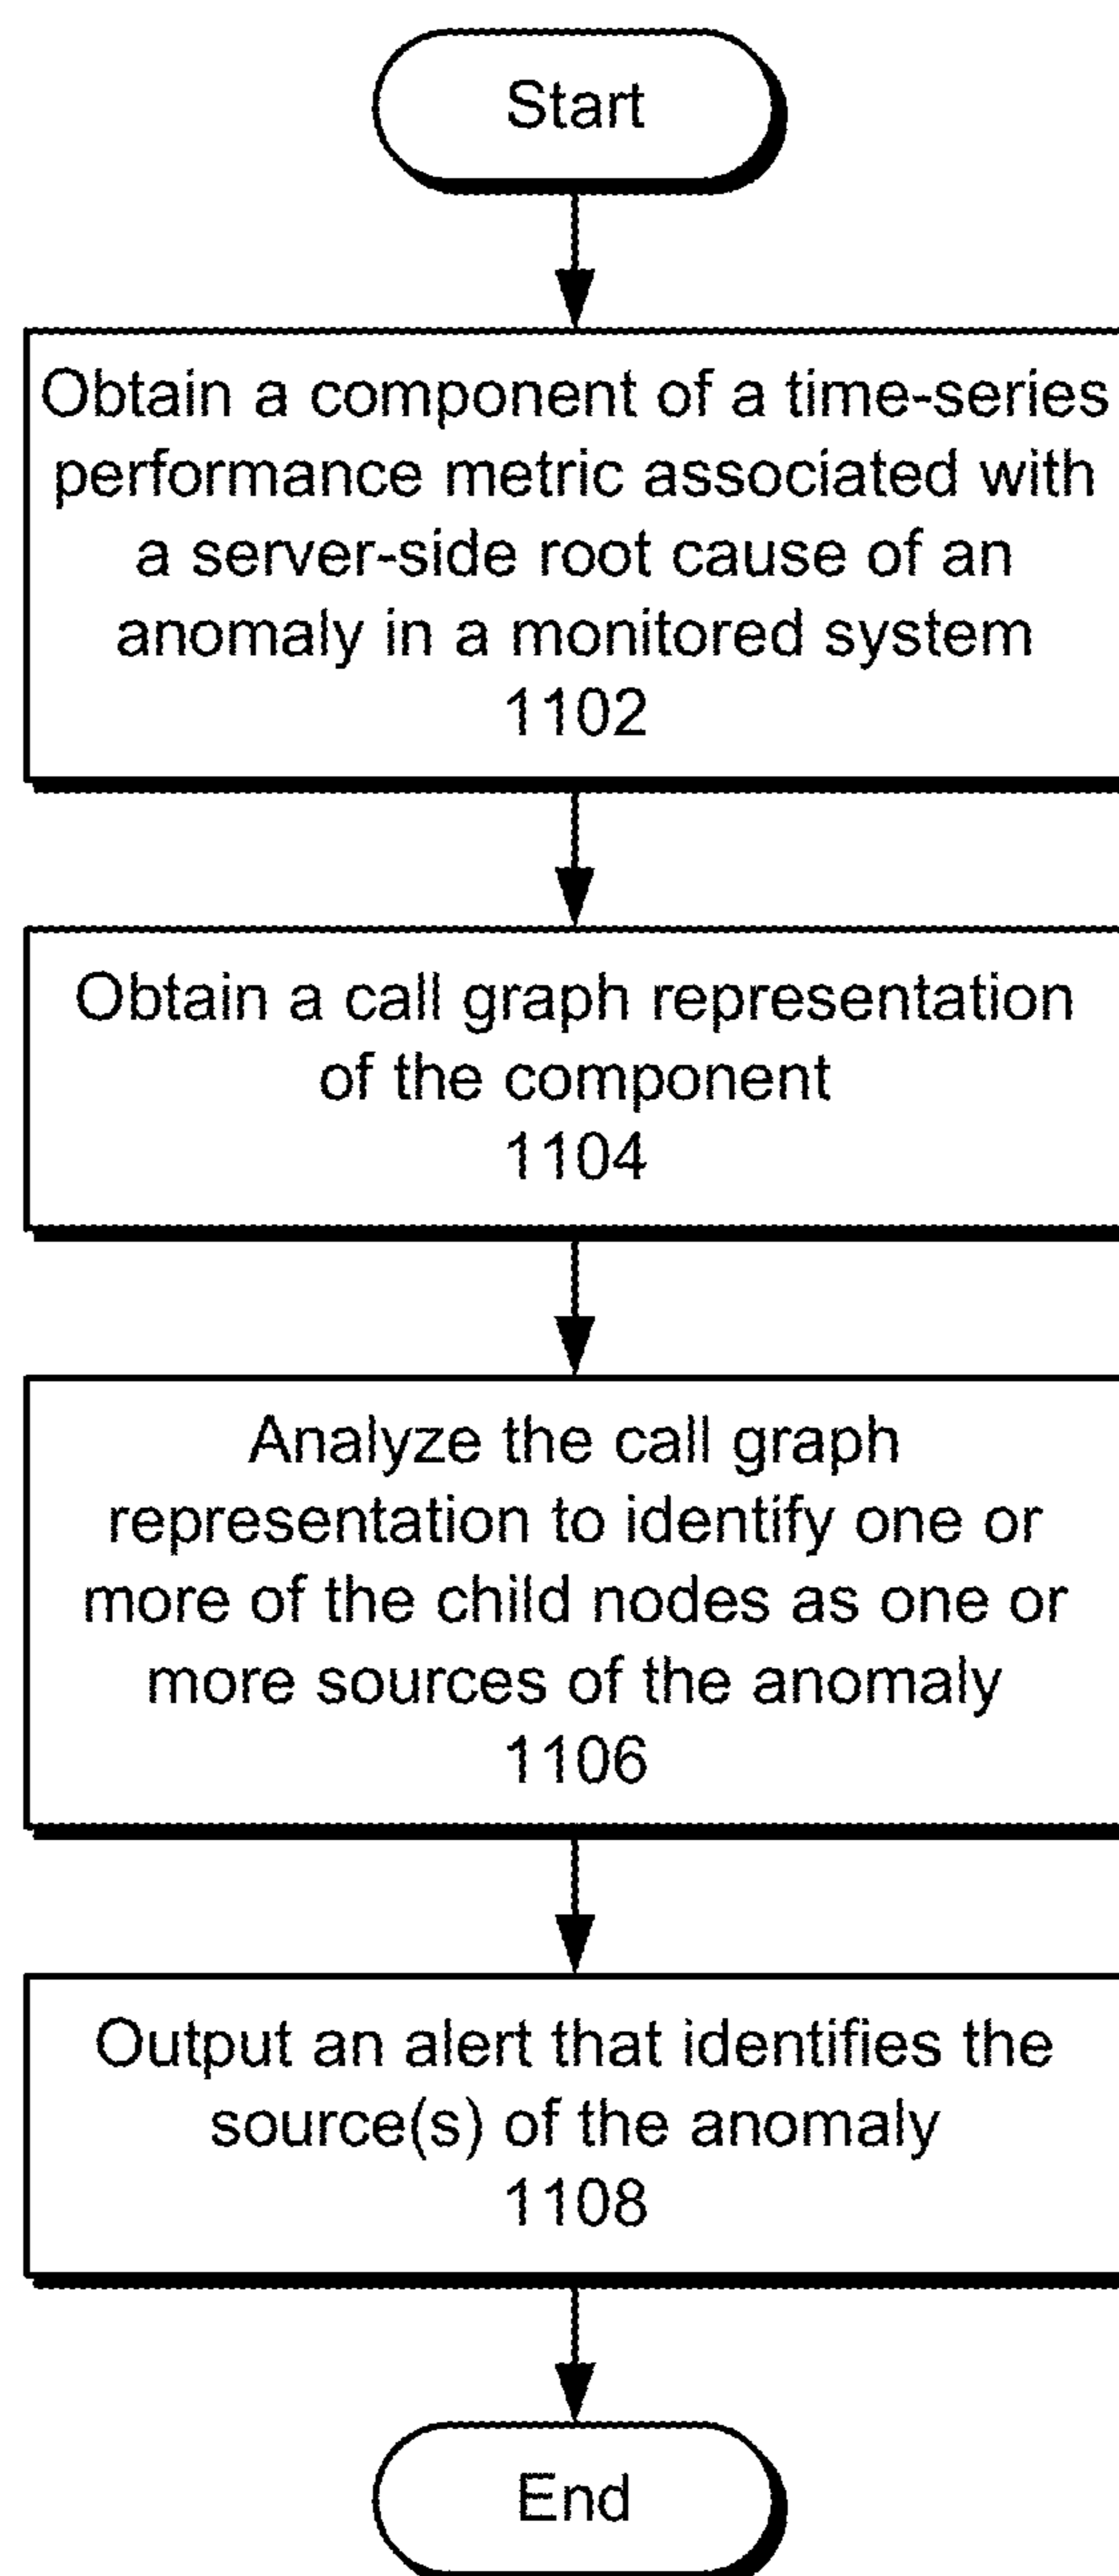 Start
Obtain a component of a time-series
performance metric associated with
a server-side root cause of an
anomaly in a monitored system
1102
Obtain a call graph representation
of the component
1104
Analyze the call graph
representation to identify one or
more of the child nodes as one or
more sources of the anomaly
1106
Output an alert that identifies the
source(s) of the anomaly
1108
End